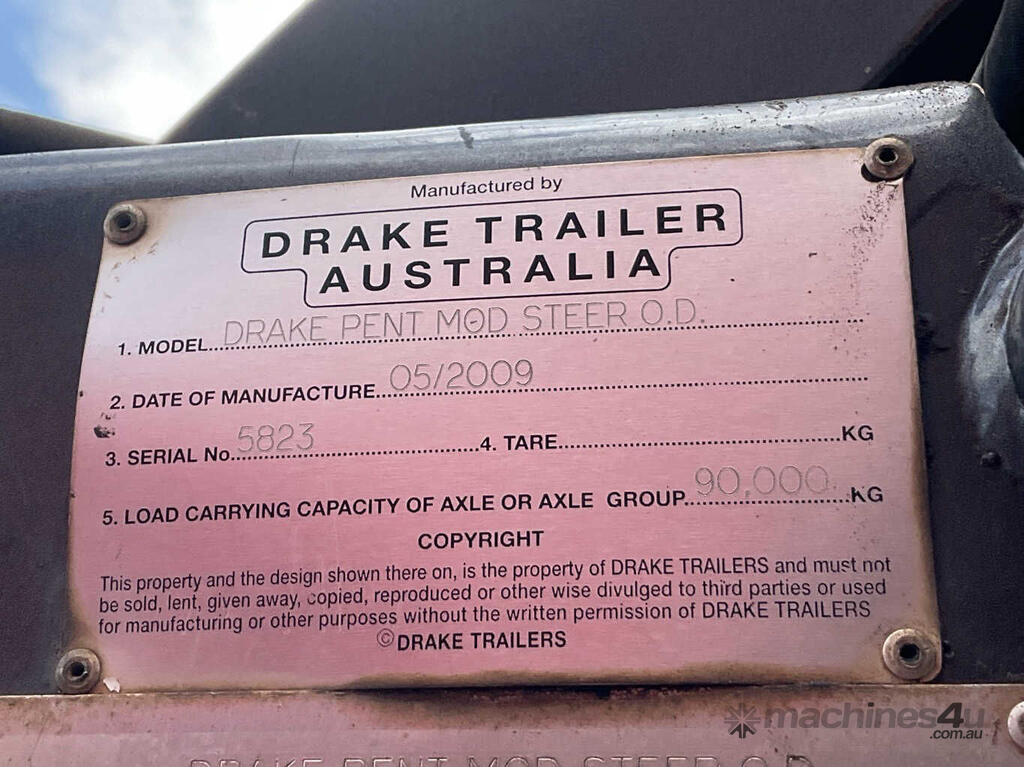 Manufactured by
DRAKE TRAILER
AUSTRALIA
1. MODEL DRAKE PENT MOD STEER O.D.
2. DATE OF MANUFACTURE 05/2009
3. SERIAL No. 5823 4. TARE KG
5. LOAD CARRYING CAPACITY OF AXLE OR AXLE GROUP 90,000 KG
COPYRIGHT
This property and the design shown there on, is the property of DRAKE TRAILERS and must not
be sold, lent, given away, copied, reproduced or other wise divulged to third parties or used
for manufacturing or other purposes without the written permission of DRAKE TRAILERS
©DRAKE TRAILERS
machines4u
.com.au
DRAKE PENT MOD STEER O.D.